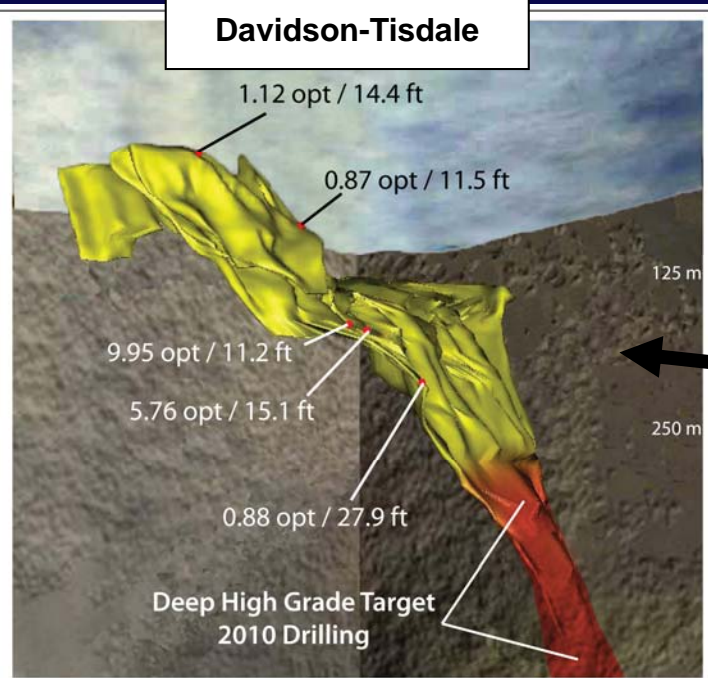 Davidson-Tisdale
1.12 opt / 14.4 ft
0.87 opt / 11.5 ft
125 m
9.95 opt / 11.2 ft
5.76 opt / 15.1 ft
250 m
0.88 opt / 27.9 ft
Deep High Grade Target
2010 Drilling